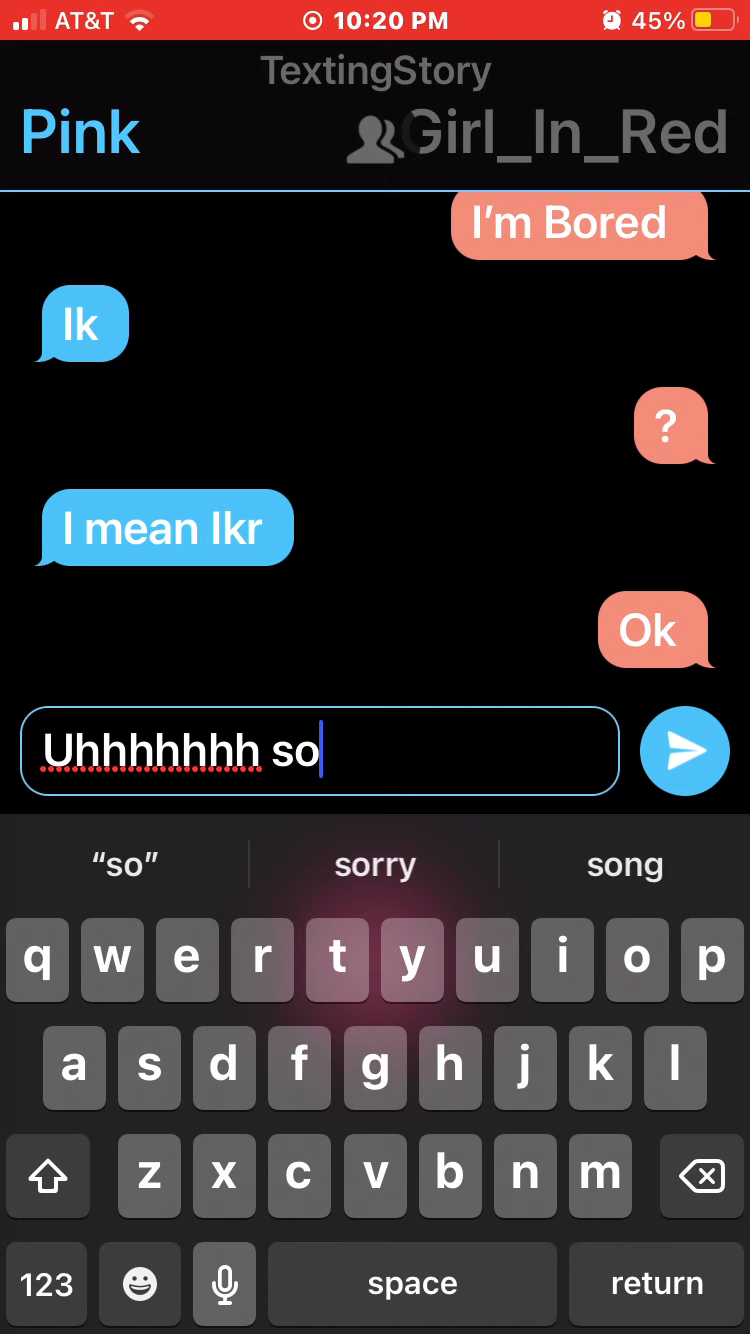 AT&T 10:20 PM 45%
TextingStory
Pink Girl_In_Red
I’m Bored
Ik
?
I mean Ikr
Ok
Uhhhhhhh so
“so” sorry song
q w e r t y u i o p
a s d f g h j k l
z x c v b n m
123 space return